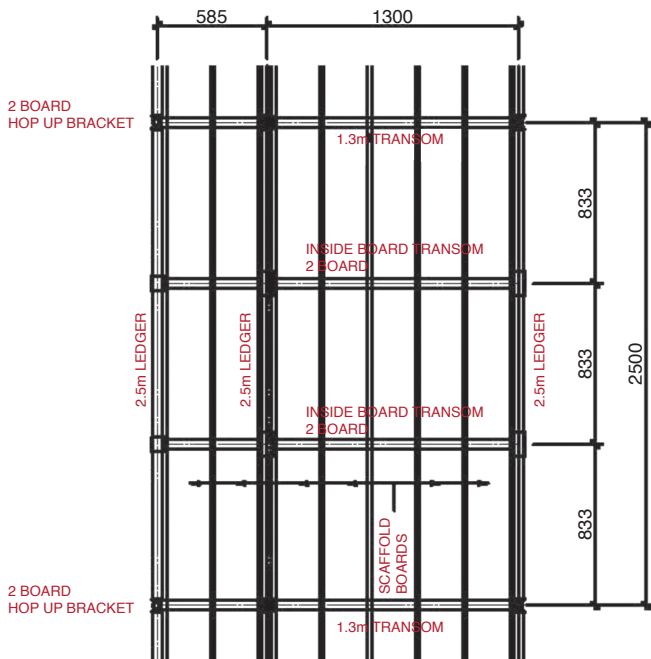 585
1300
2 BOARD
HOP UP BRACKET
1.3m TRANSOM
833
INSIDE BOARD TRANSOM
2 BOARD
2.5m LEDGER
2.5m LEDGER
2.5m LEDGER
833
2500
INSIDE BOARD TRANSOM
2 BOARD
SCAFFOLD
BOARDS
833
2 BOARD
HOP UP BRACKET
1.3m TRANSOM